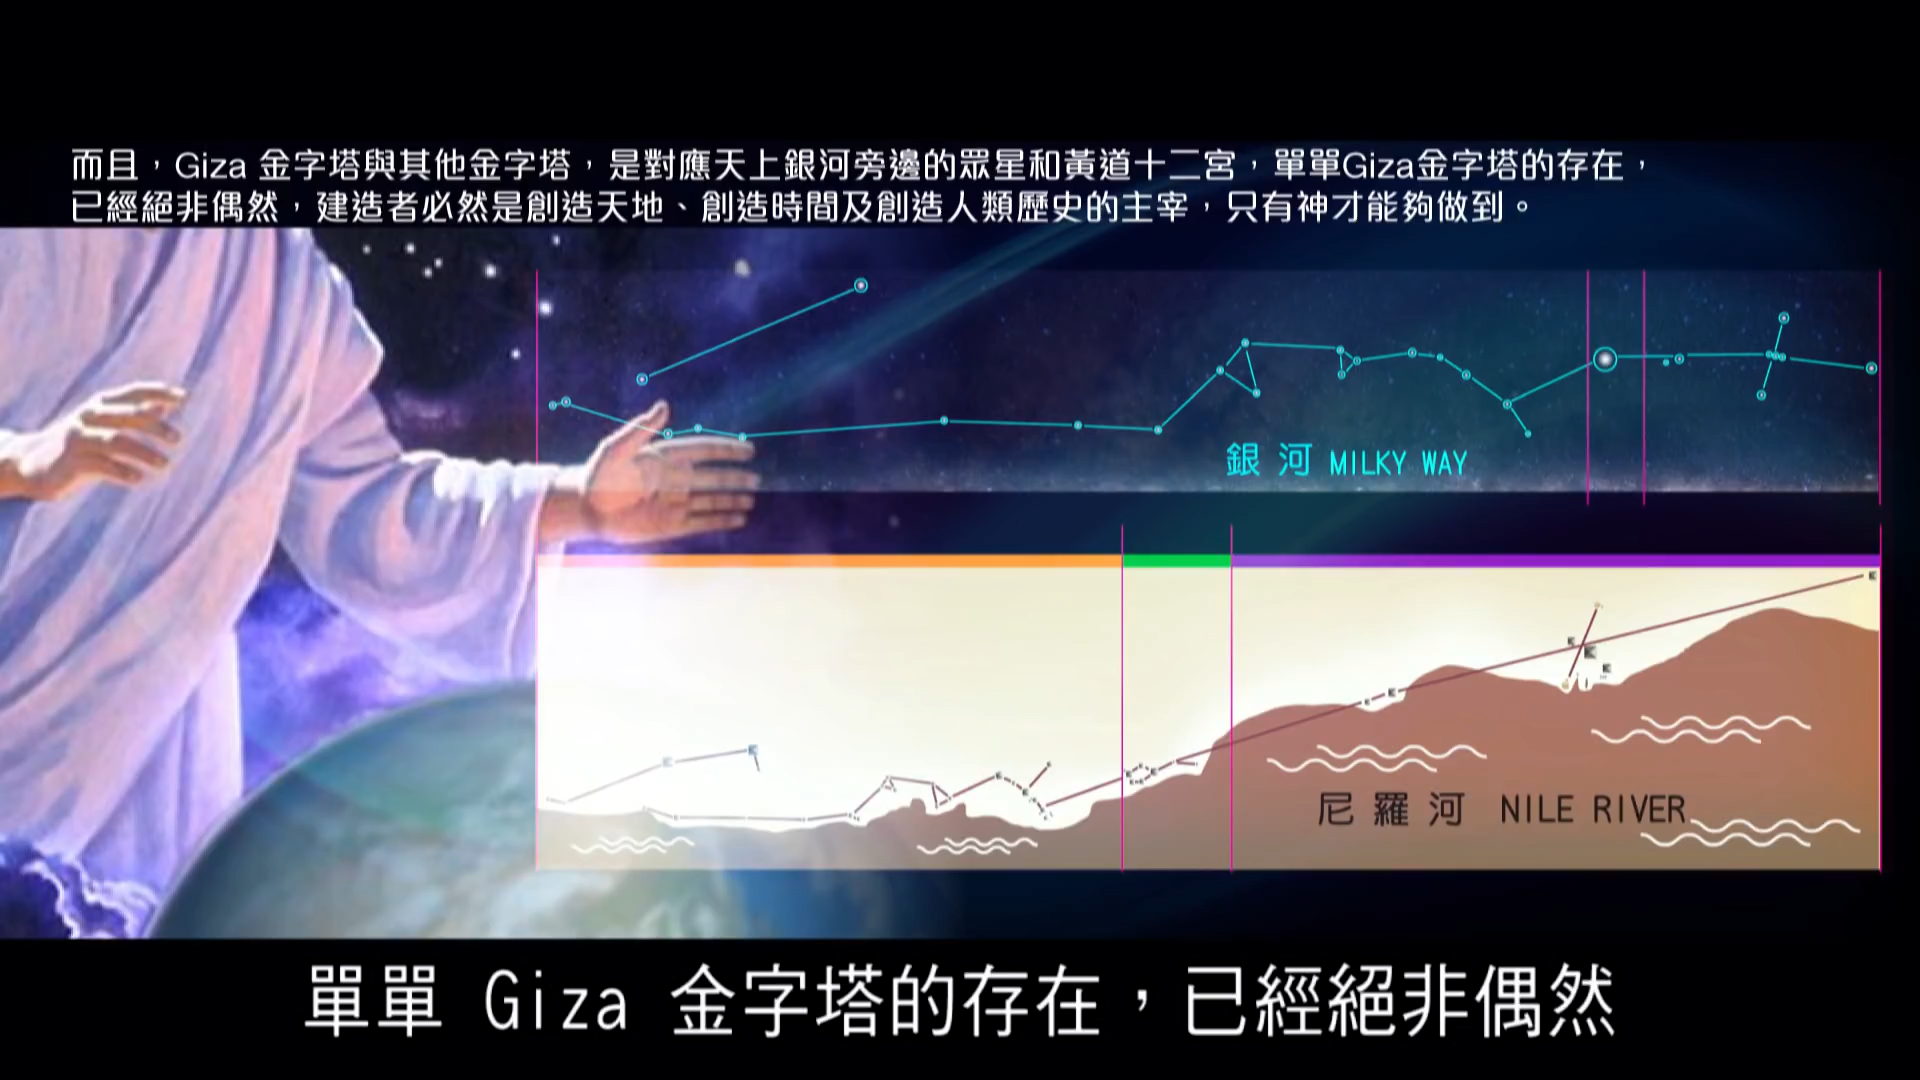 而且，Giza 金字塔與其他金字塔，是對應天上銀河旁邊的眾星和黃道十二宮，單單Giza金字塔的存在，
已經絕非偶然，建造者必然是創造天地、創造時間及創造人類歷史的主宰，只有神才能夠做到。
銀河 MILKY WAY
尼羅河 NILE RIVER
單單 Giza 金字塔的存在，已經絕非偶然